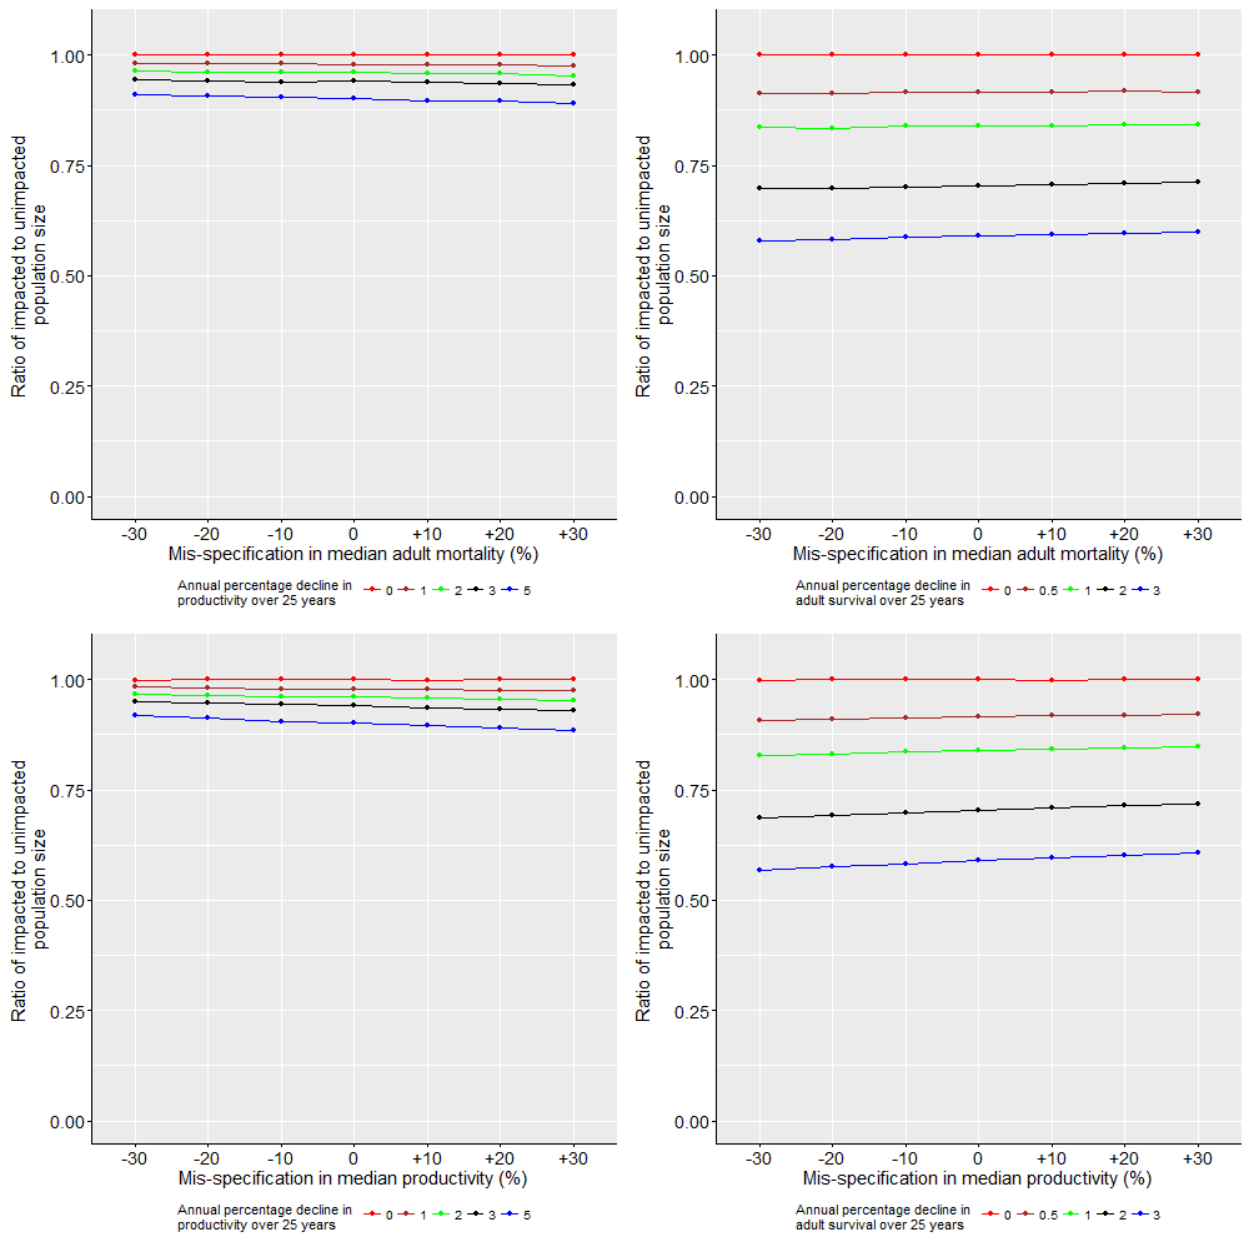 Ratio of impacted to unimpacted
population size
1.00
0.75
0.50
0.25
0.00
-30 -20 -10 0 +10 +20 +30
Mis-specification in median adult mortality (%)
Annual percentage decline in
productivity over 25 years 0 1 2 3 5
Ratio of impacted to unimpacted
population size
1.00
0.75
0.50
0.25
0.00
-30 -20 -10 0 +10 +20 +30
Mis-specification in median adult mortality (%)
Annual percentage decline in
adult survival over 25 years 0 0.5 1 2 3
Ratio of impacted to unimpacted
population size
1.00
0.75
0.50
0.25
0.00
-30 -20 -10 0 +10 +20 +30
Mis-specification in median productivity (%)
Annual percentage decline in
productivity over 25 years 0 1 2 3 5
Ratio of impacted to unimpacted
population size
1.00
0.75
0.50
0.25
0.00
-30 -20 -10 0 +10 +20 +30
Mis-specification in median productivity (%)
Annual percentage decline in
adult survival over 25 years 0 0.5 1 2 3